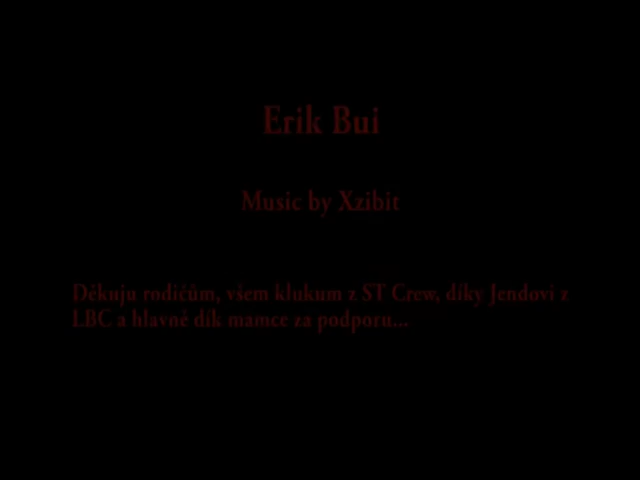 Erik Bui
Music by Xzibit
Děkuju rodičům, všem klukum z ST Crew, díky Jendovi z
LBC a hlavně dík mamce za podporu...